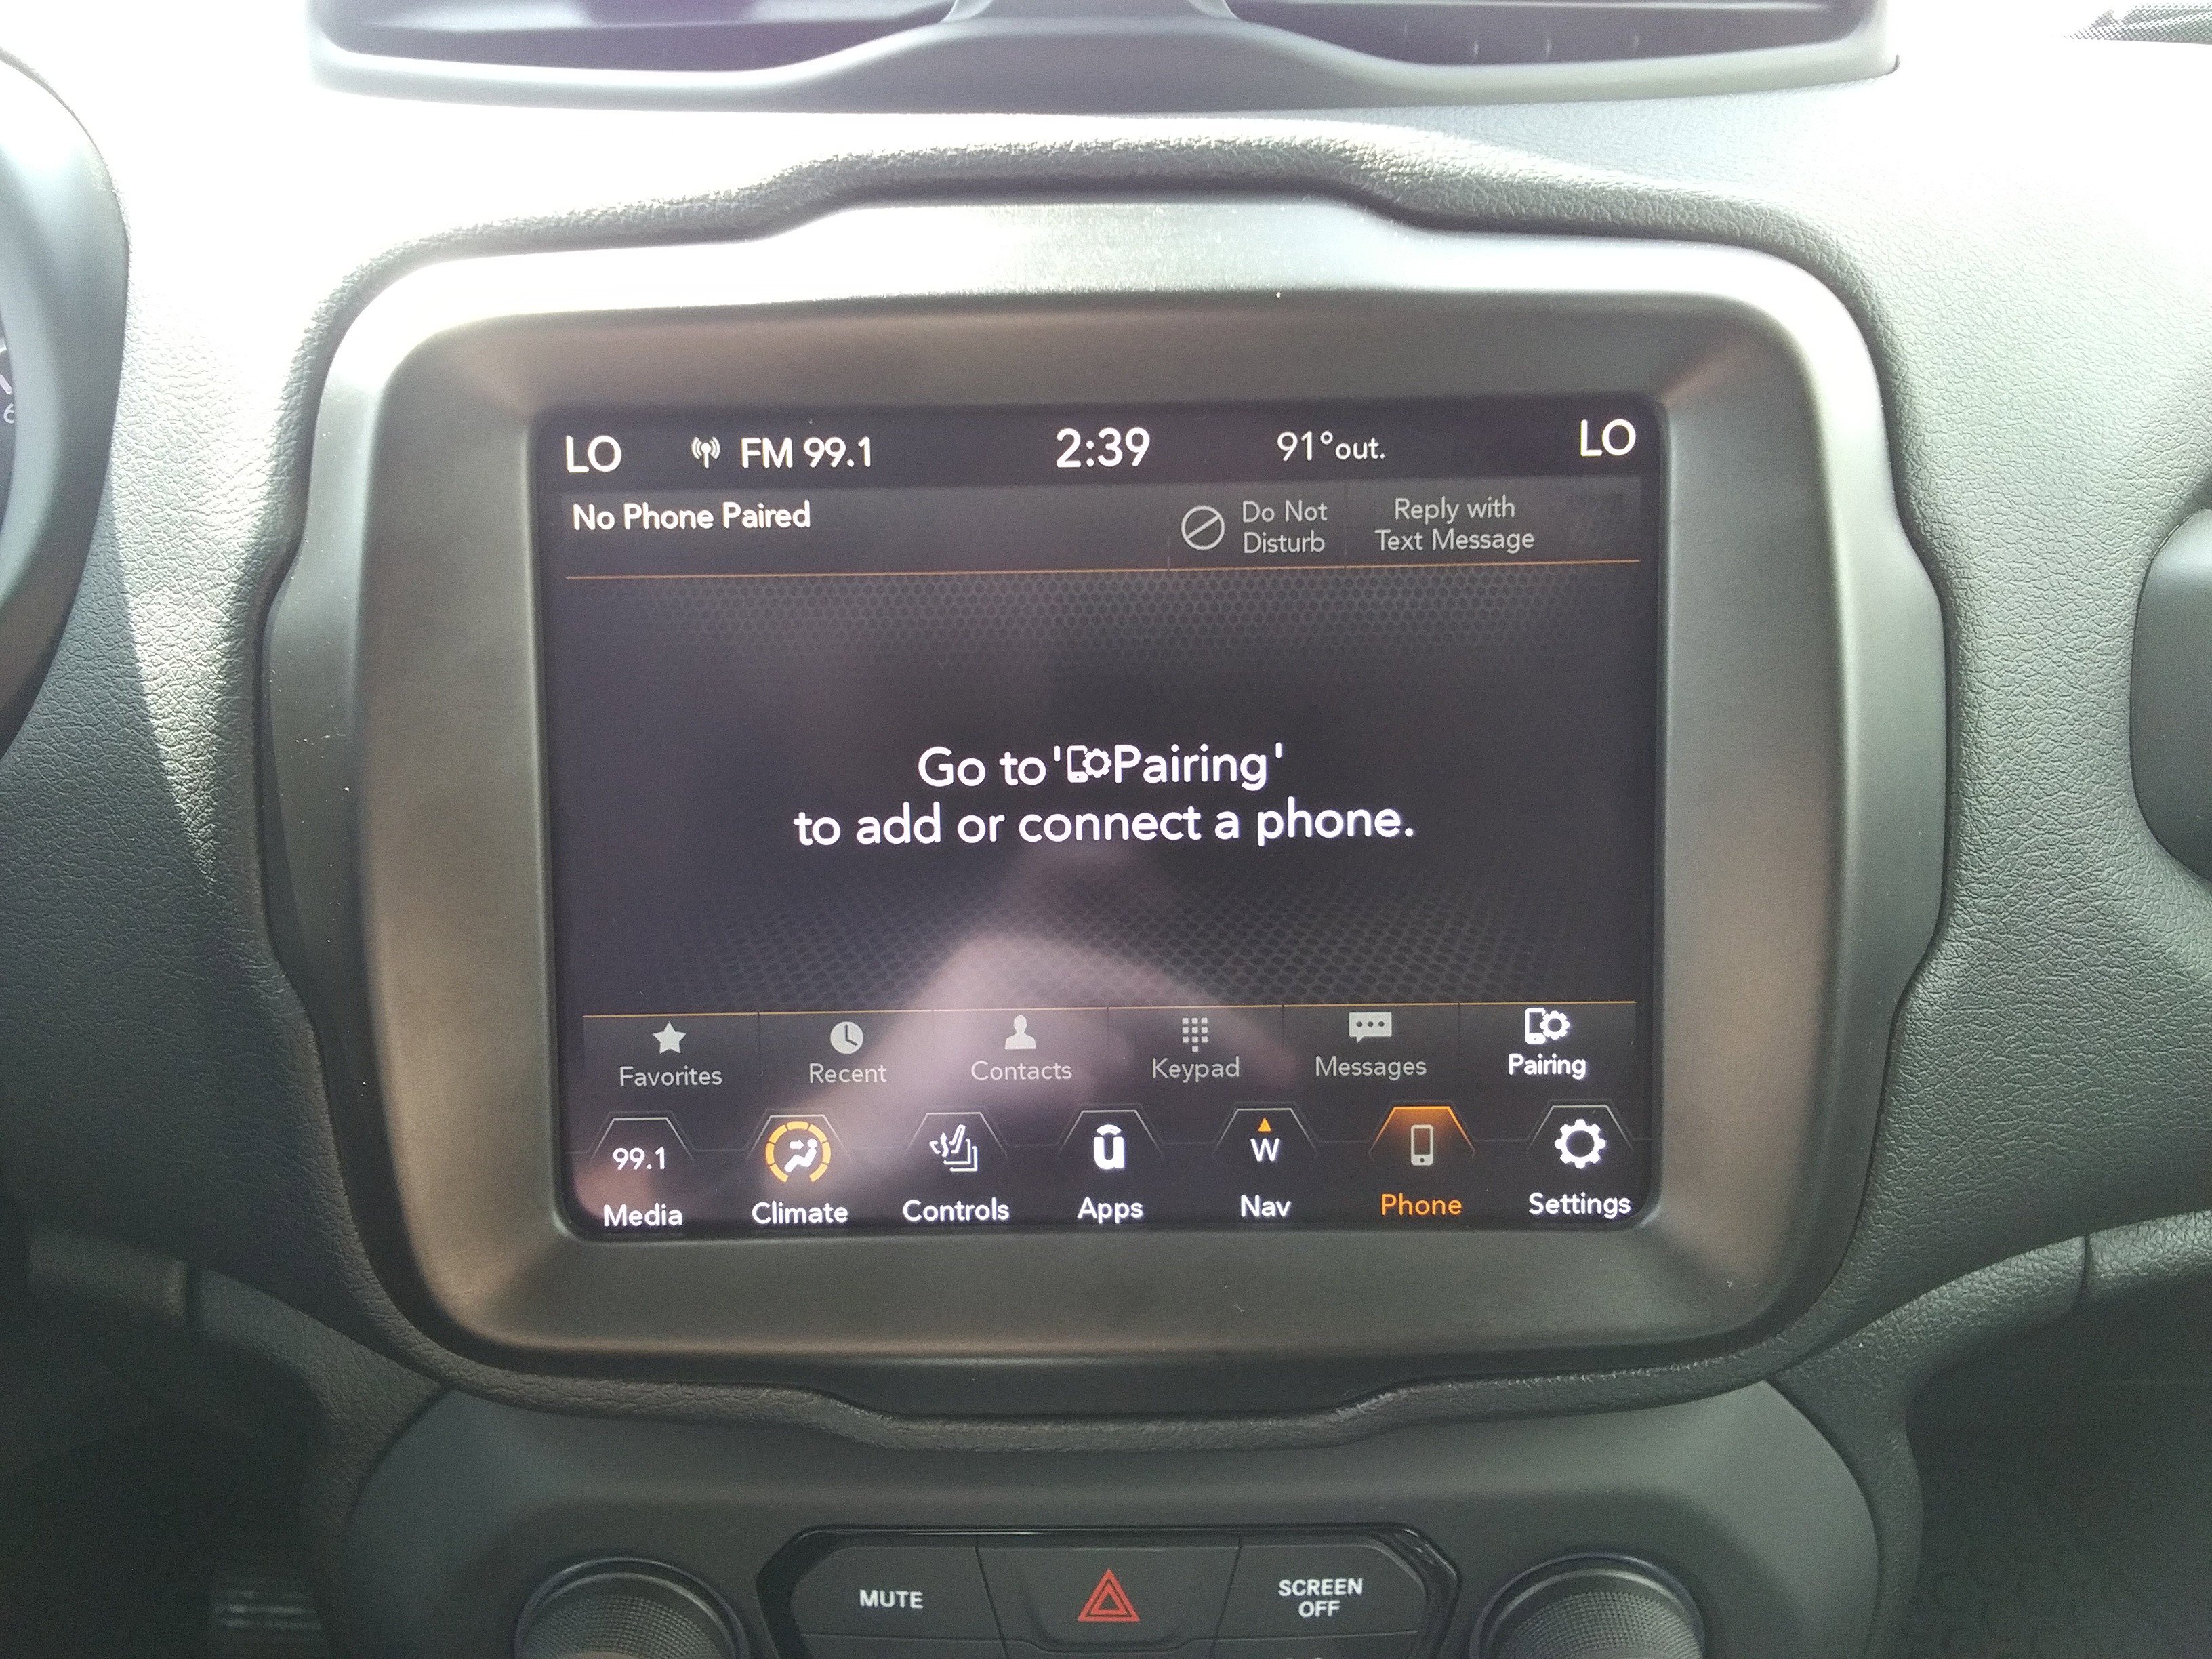 LO FM 99.1 2:39 91°out. LO
No Phone Paired
Do Not
Disturb
Reply with
Text Message
Go to 'Pairing'
to add or connect a phone.
Favorites Recent Contacts Keypad Messages Pairing
99.1 W
Media Climate Controls Apps Nav Phone Settings
MUTE
SCREEN
OFF